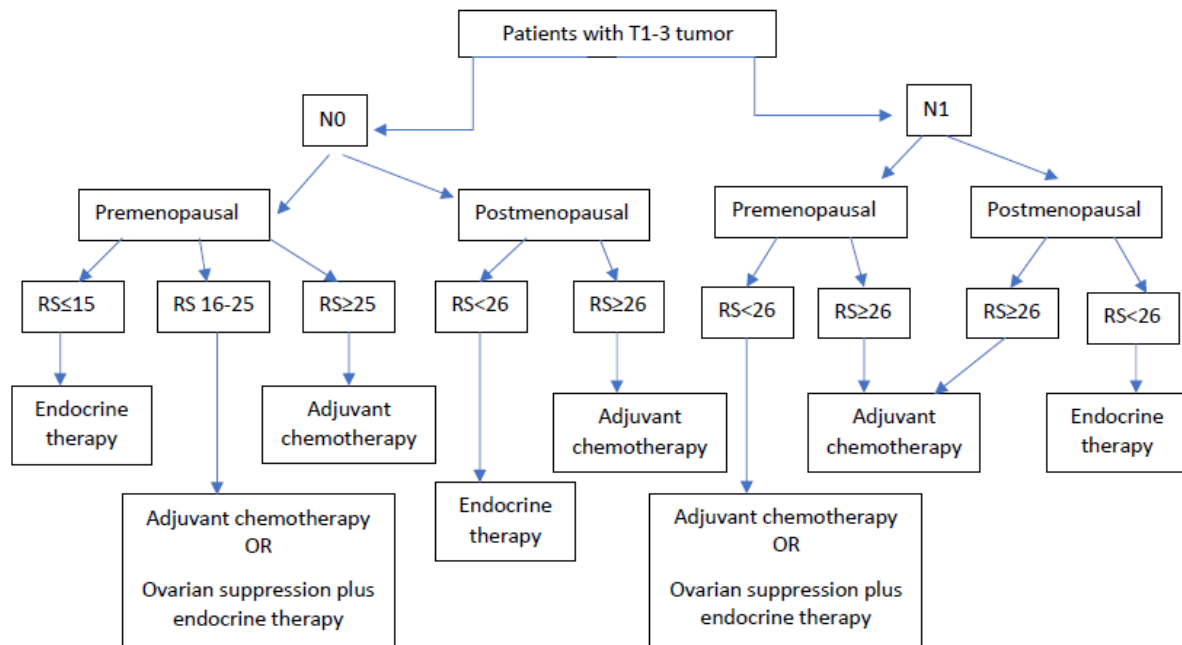 Patients with T1-3 tumor
N0
N1
Premenopausal
Postmenopausal
Premenopausal
Postmenopausal
RS≤15
RS 16-25
RS≥25
RS<26
RS≥26
RS<26
RS≥26
RS≥26
RS<26
Endocrine
therapy
Adjuvant
chemotherapy
Adjuvant
chemotherapy
Adjuvant
chemotherapy
Endocrine
therapy
Adjuvant chemotherapy
OR
Ovarian suppression plus
endocrine therapy
Endocrine
therapy
Adjuvant chemotherapy
OR
Ovarian suppression plus
endocrine therapy